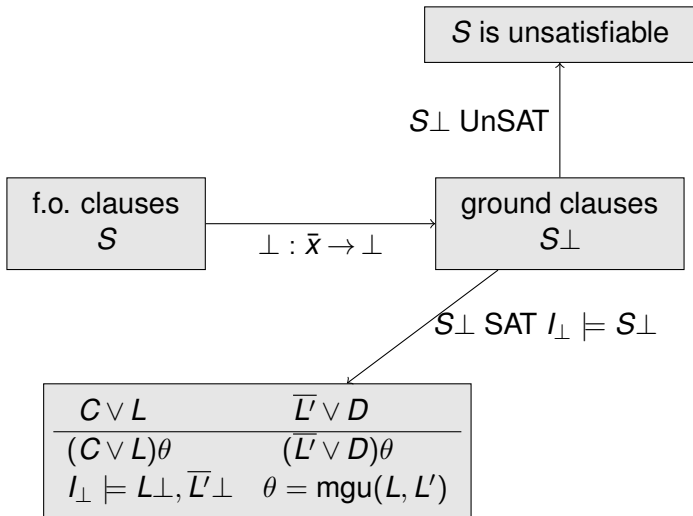 S is unsatisfiable
S⊥ UnSAT
f.o. clauses
S
⊥ : x̄ → ⊥
ground clauses
S⊥
S⊥ SAT I⊥ ⊨ S⊥
C ∨ L    L̅'̅ ∨ D
(C ∨ L)θ    (L̅'̅ ∨ D)θ
I⊥ ⊨ L⊥, L̅'̅⊥    θ = mgu(L, L')